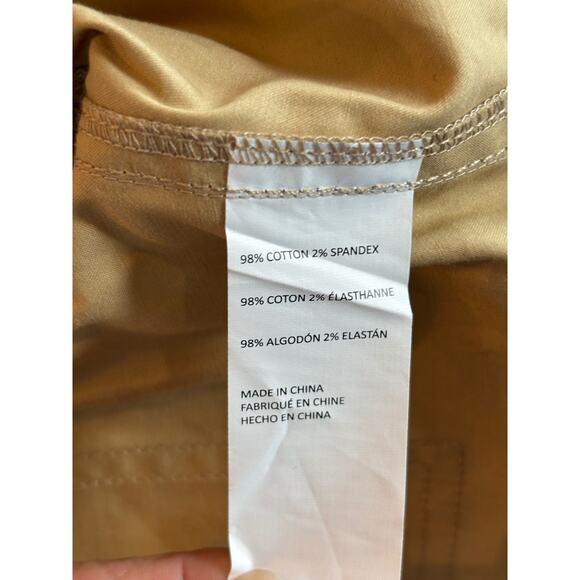 98% COTTON 2% SPANDEX
98% COTON 2% ÉLASTHANNE
98% ALGODÓN 2% ELASTÁN
MADE IN CHINA
FABRIQUÉ EN CHINE
HECHO EN CHINA